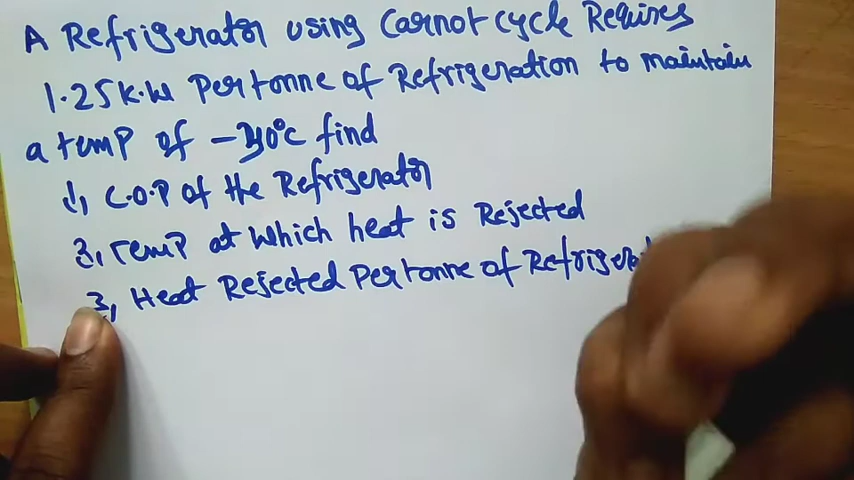 A Refrigerator using Carnot cycle Requires
1.25 K.W Per tonne of Refrigeration to maintain
a temp of -30°c find
1, C.O.P of the Refrigerator
2, Temp at which heat is Rejected
3, Heat Rejected Per tonne of